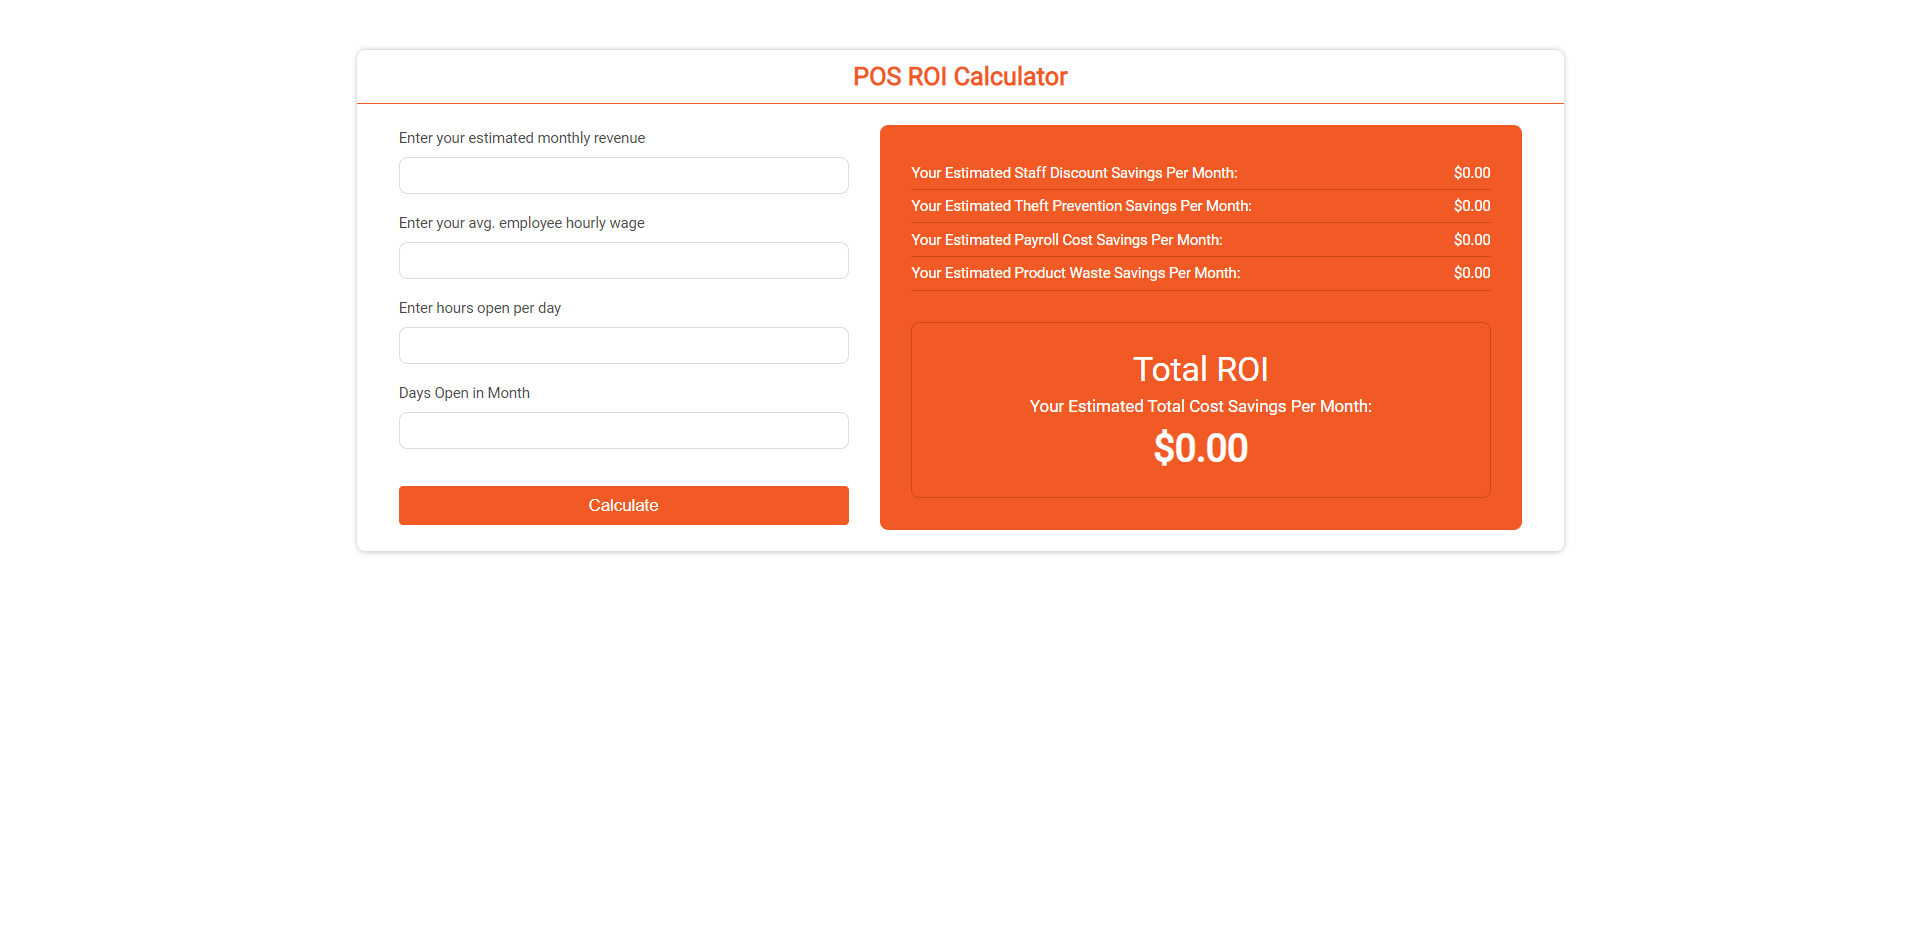 POS ROI Calculator
Enter your estimated monthly revenue
Enter your avg. employee hourly wage
Enter hours open per day
Days Open in Month
Calculate
Your Estimated Staff Discount Savings Per Month: $0.00
Your Estimated Theft Prevention Savings Per Month: $0.00
Your Estimated Payroll Cost Savings Per Month: $0.00
Your Estimated Product Waste Savings Per Month: $0.00
Total ROI
Your Estimated Total Cost Savings Per Month:
$0.00